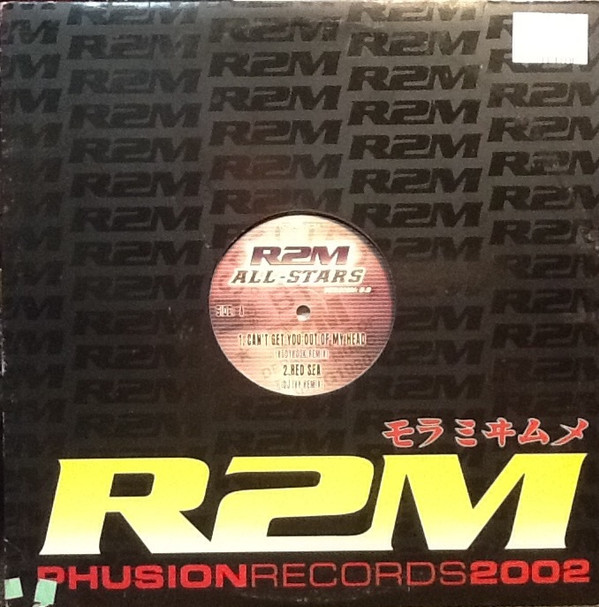 R2M
ALL-STARS
SIDE A
1. CAN'T GET YOU OUT OF MY HEAD
2. RED SEA
モラミヰムメ
R2M
PHUSIONRECORDS2002